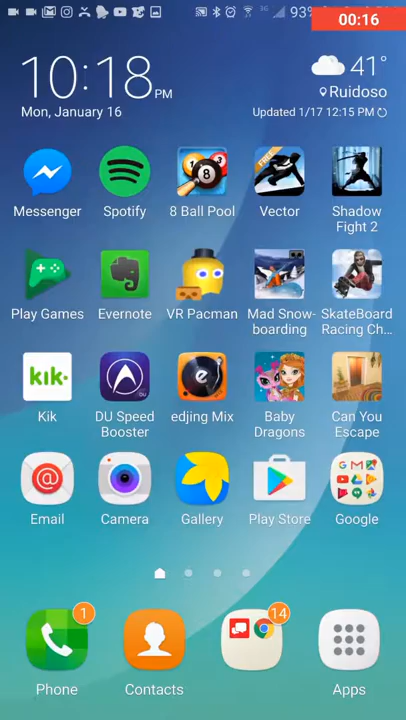 93%
00:16
10:18 PM
Mon, January 16
41°
Ruidoso
Updated 1/17 12:15 PM
Messenger
Spotify
8 Ball Pool
Vector
Shadow
Fight 2
FREE
8
Play Games
Evernote
VR Pacman
Mad Snow-
boarding
SkateBoard
Racing Ch...
kik
Kik
DU Speed
Booster
e
edjing Mix
Baby
Dragons
Can You
Escape
@
Email
Camera
Gallery
Play Store
Google
1
14
Phone
Contacts
Apps